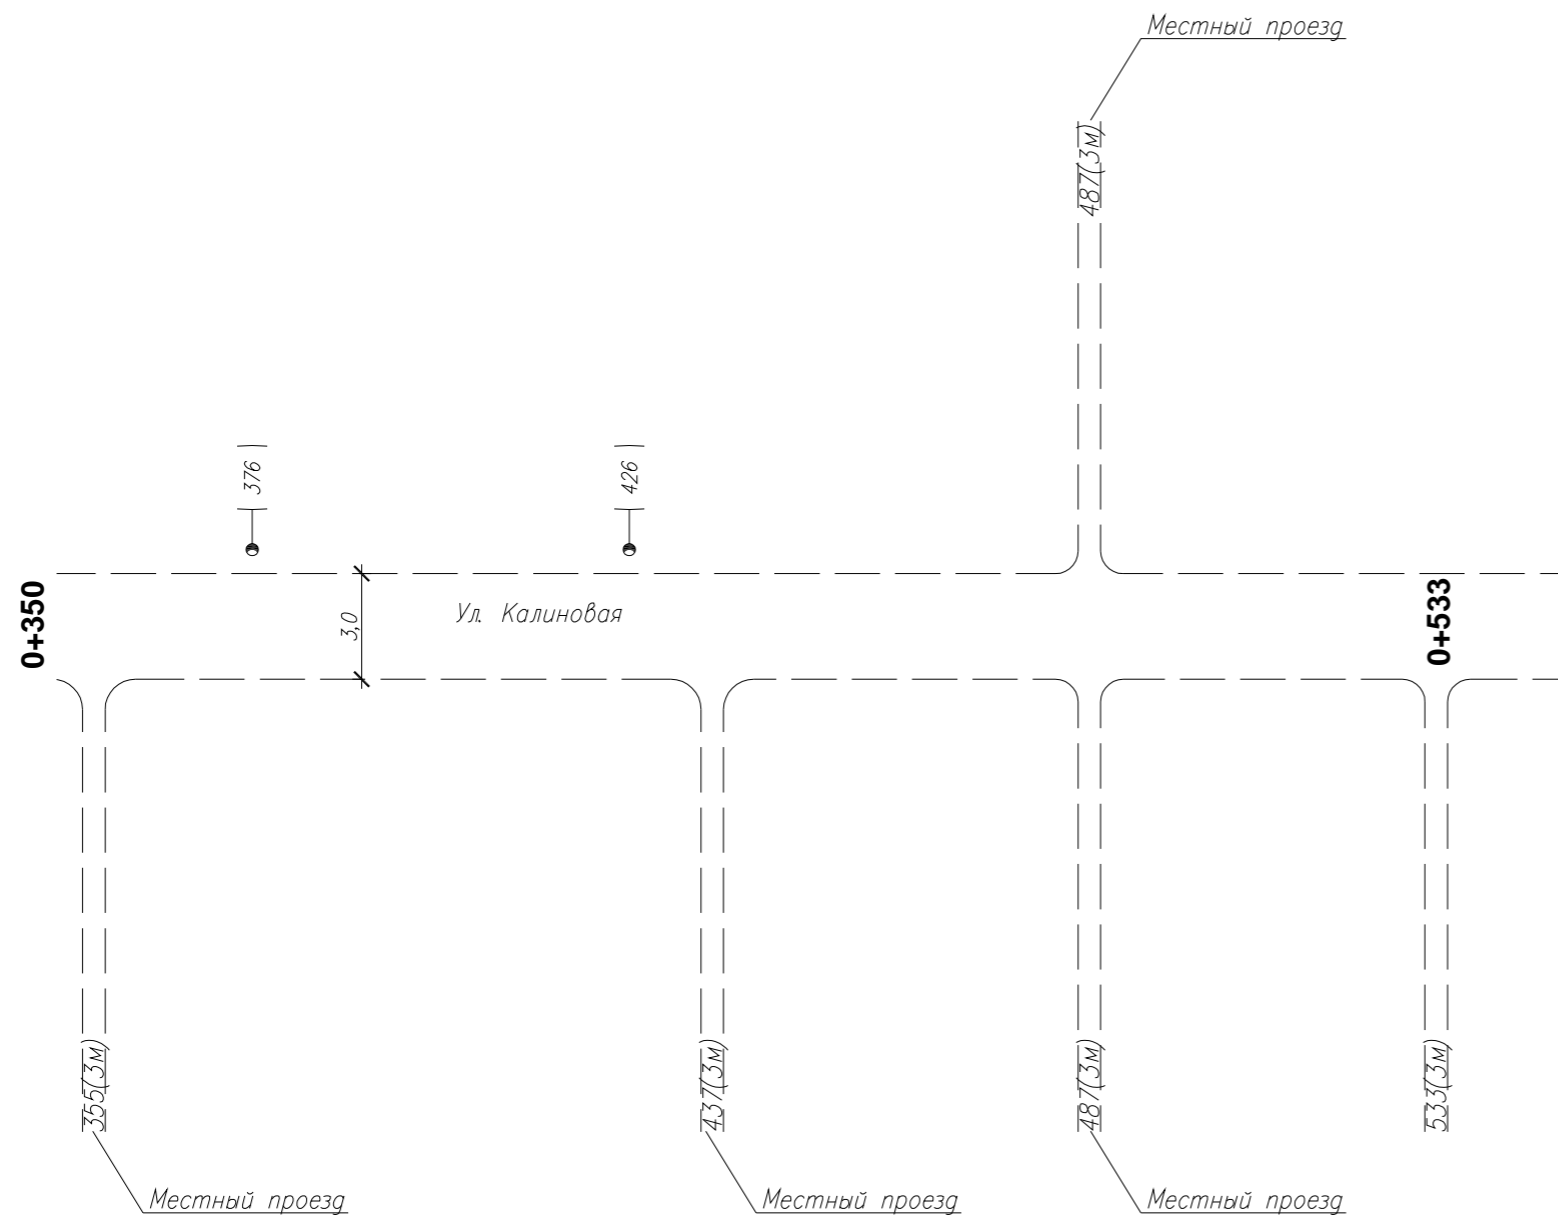 Местный проезд
487(3м)
376
426
0+350
3,0
Ул. Калиновая
0+533
355(3м)
437(3м)
487(3м)
533(3м)
Местный проезд
Местный проезд
Местный проезд